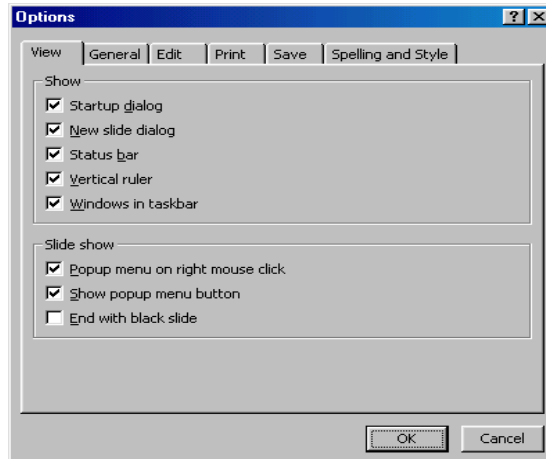 Options
View General Edit Print Save Spelling and Style
Show
Startup dialog
New slide dialog
Status bar
Vertical ruler
Windows in taskbar
Slide show
Popup menu on right mouse click
Show popup menu button
End with black slide
OK Cancel